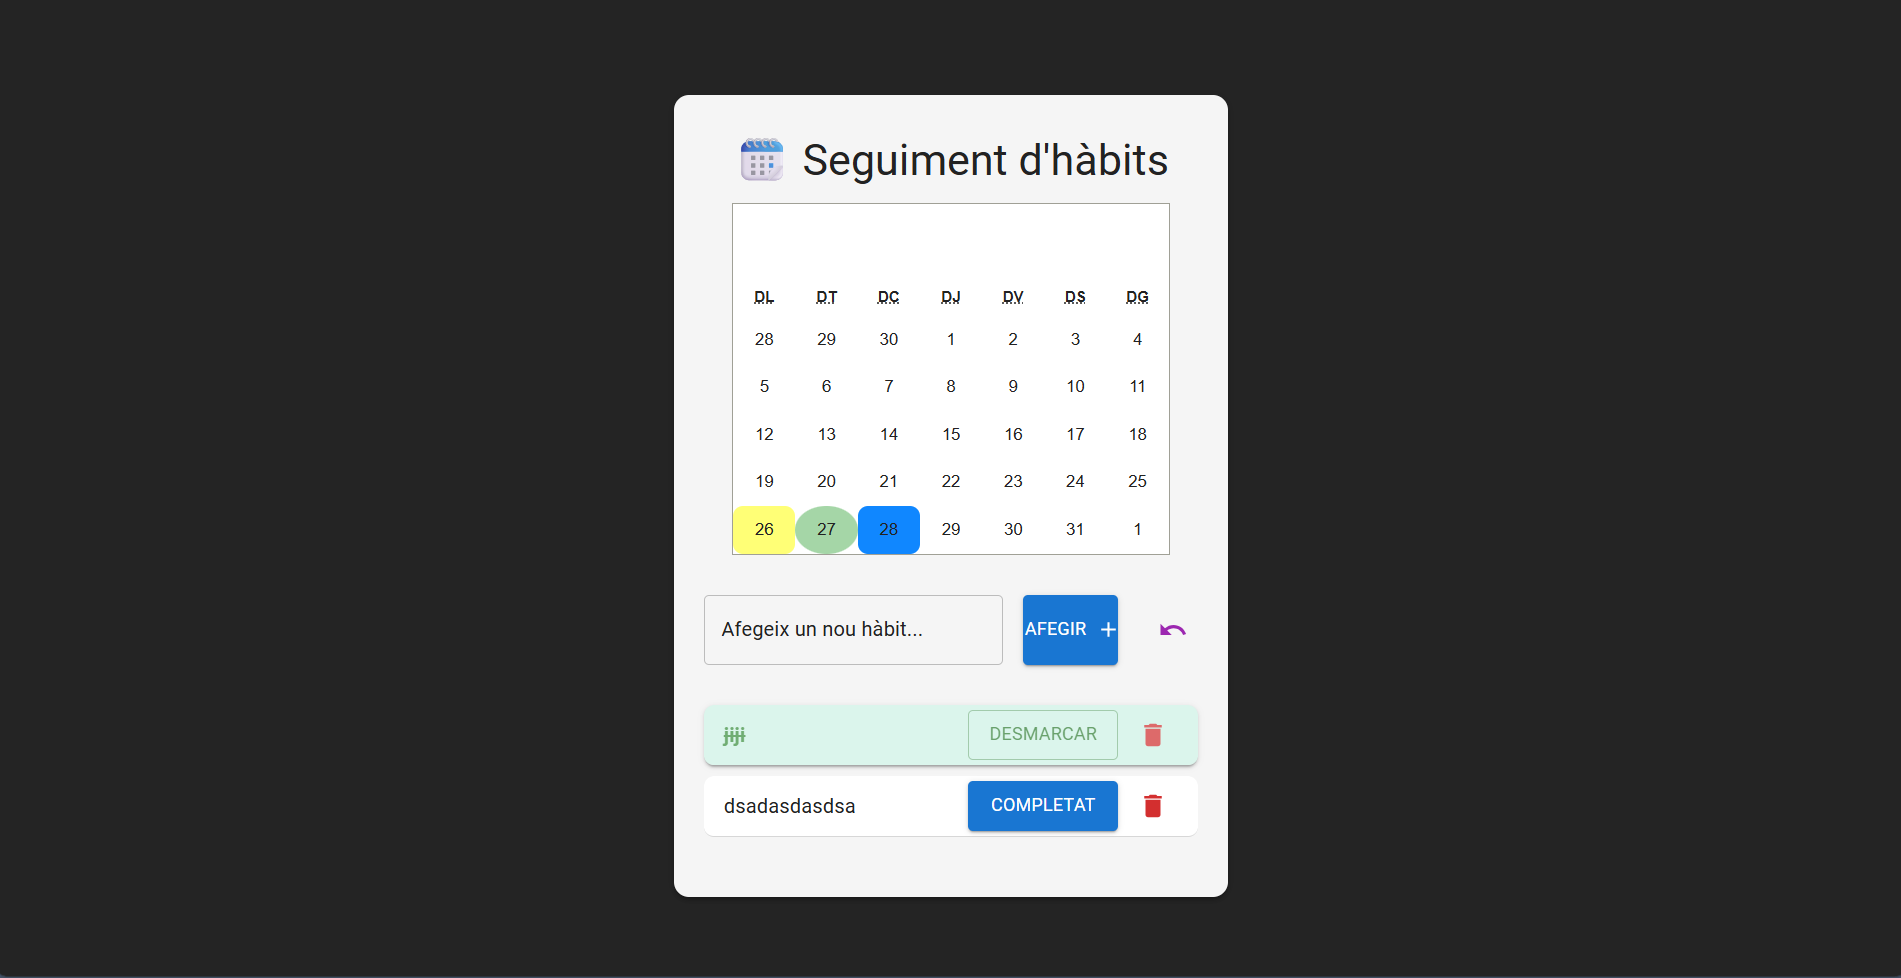 Seguiment d'hàbits
DL DT DC DJ DV DS DG
28 29 30 1 2 3 4
5 6 7 8 9 10 11
12 13 14 15 16 17 18
19 20 21 22 23 24 25
26 27 28 29 30 31 1
Afegeix un nou hàbit... AFEGIR +
jiji DESMARCAR
dsadasdasdsa COMPLETAT